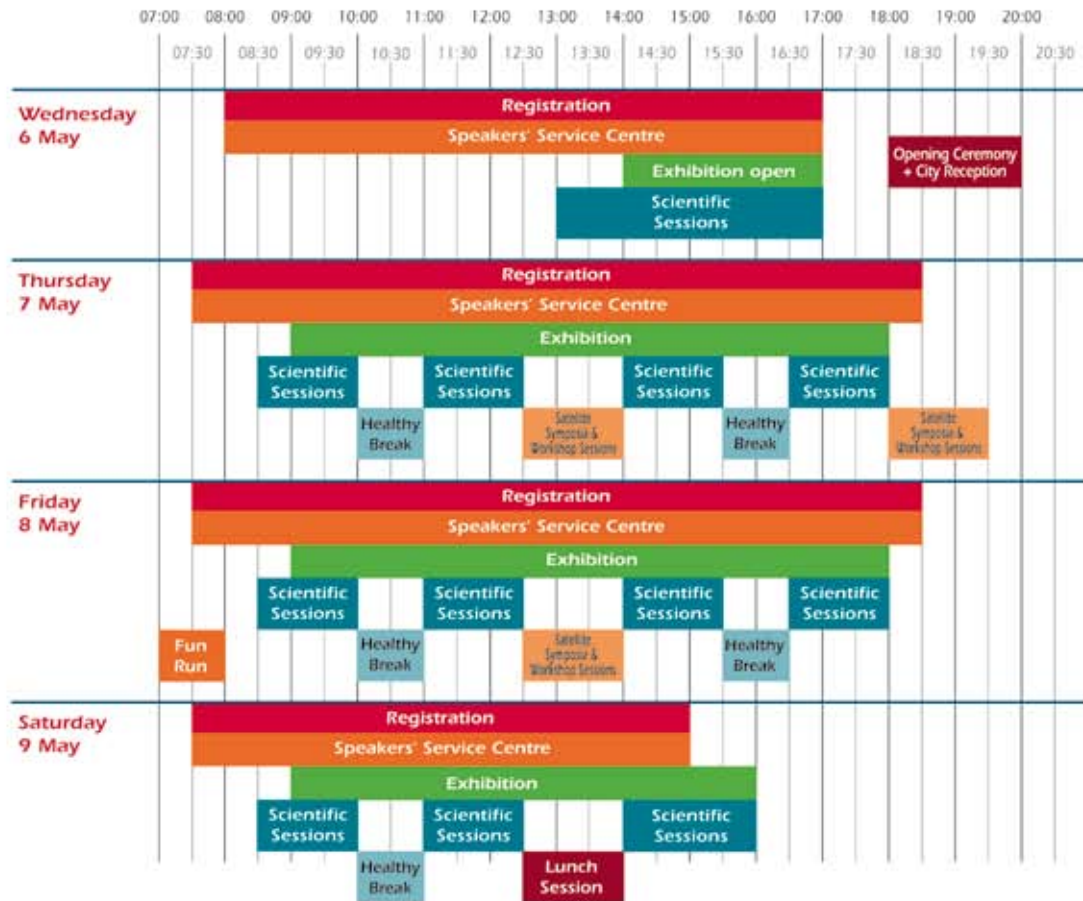 07:00 08:00 09:00 10:00 11:00 12:00 13:00 14:00 15:00 16:00 17:00 18:00 19:00 20:00
07:30 08:30 09:30 10:30 11:30 12:30 13:30 14:30 15:30 16:30 17:30 18:30 19:30 20:30
Wednesday
6 May
Registration
Speakers' Service Centre
Exhibition open
Scientific
Sessions
Opening Ceremony
+ City Reception
Thursday
7 May
Registration
Speakers' Service Centre
Exhibition
Scientific
Sessions
Scientific
Sessions
Scientific
Sessions
Scientific
Sessions
Healthy
Break
Satellite
Symposia &
Workshop Sessions
Healthy
Break
Satellite
Symposia &
Workshop Sessions
Friday
8 May
Registration
Speakers' Service Centre
Exhibition
Scientific
Sessions
Scientific
Sessions
Scientific
Sessions
Scientific
Sessions
Fun
Run
Healthy
Break
Satellite
Symposia &
Workshop Sessions
Healthy
Break
Saturday
9 May
Registration
Speakers' Service Centre
Exhibition
Scientific
Sessions
Scientific
Sessions
Scientific
Sessions
Healthy
Break
Lunch
Session